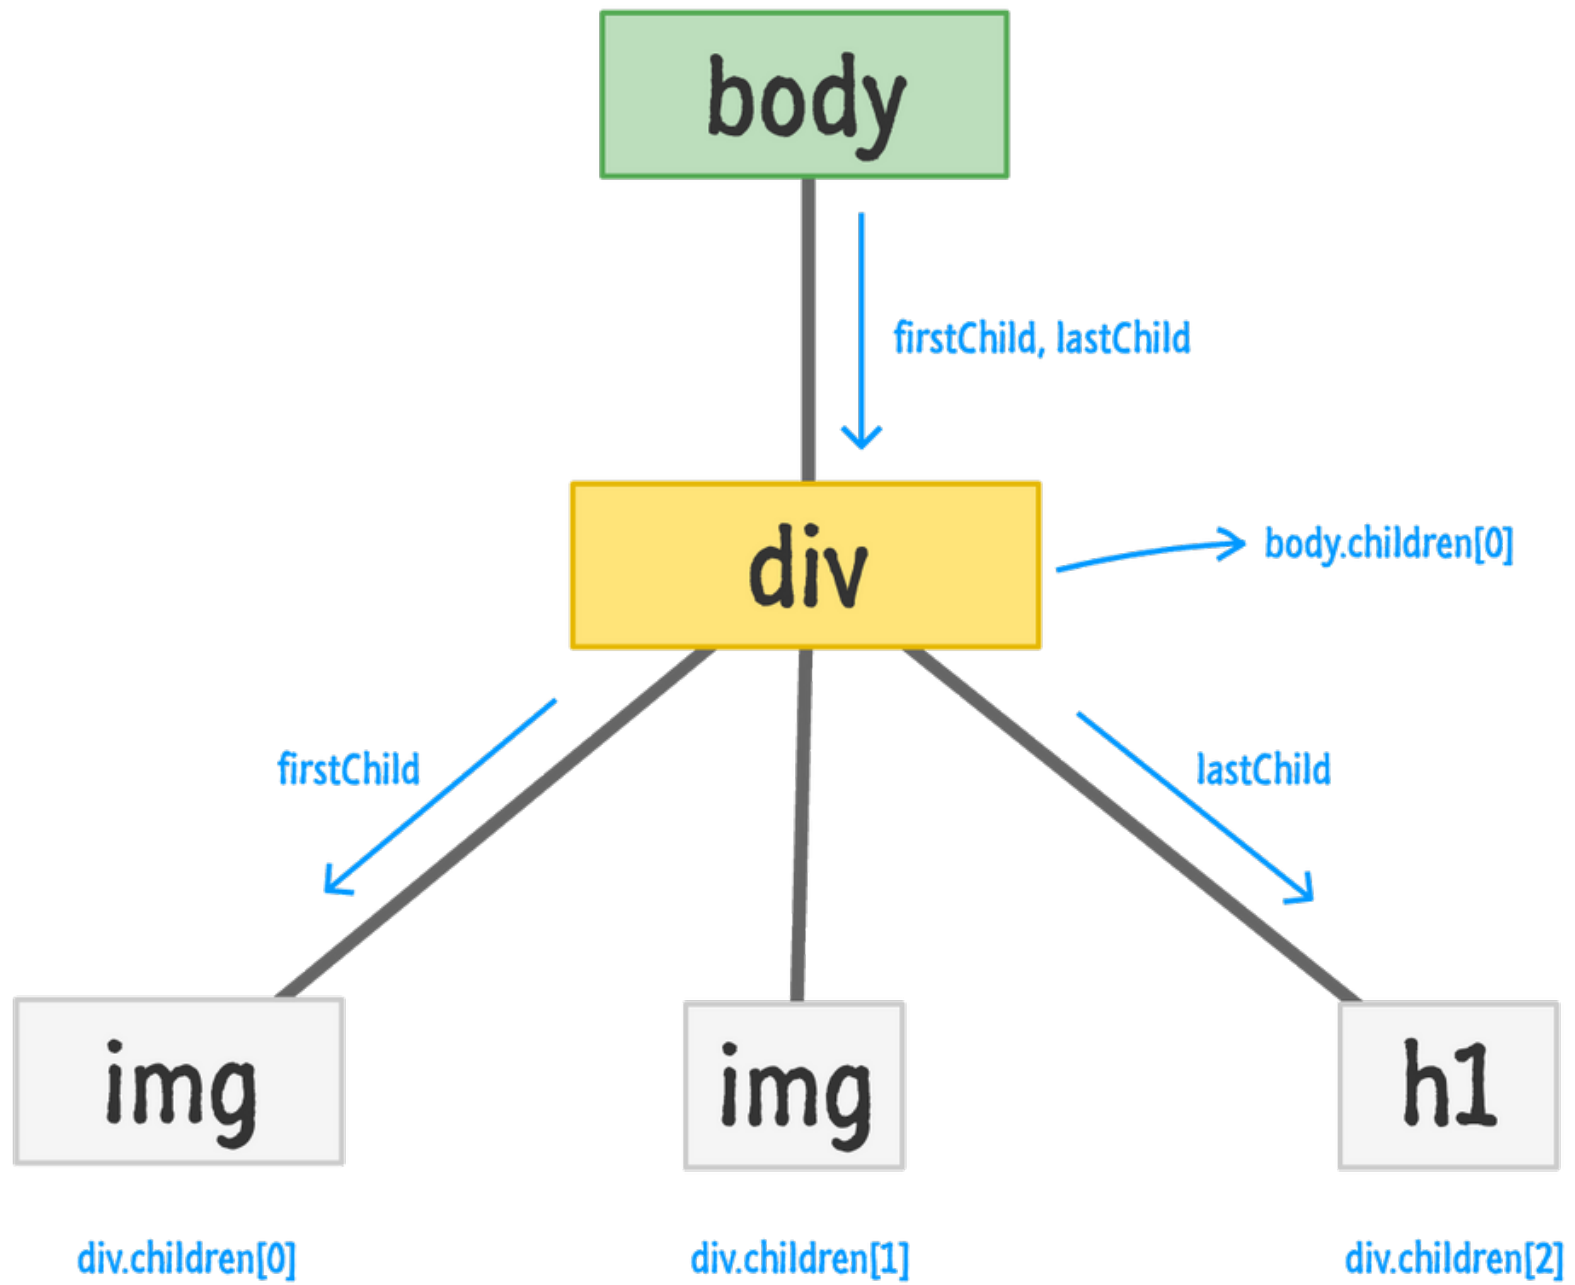 body
firstChild, lastChild
div
body.children[0]
firstChild
lastChild
img
img
h1
div.children[0]
div.children[1]
div.children[2]